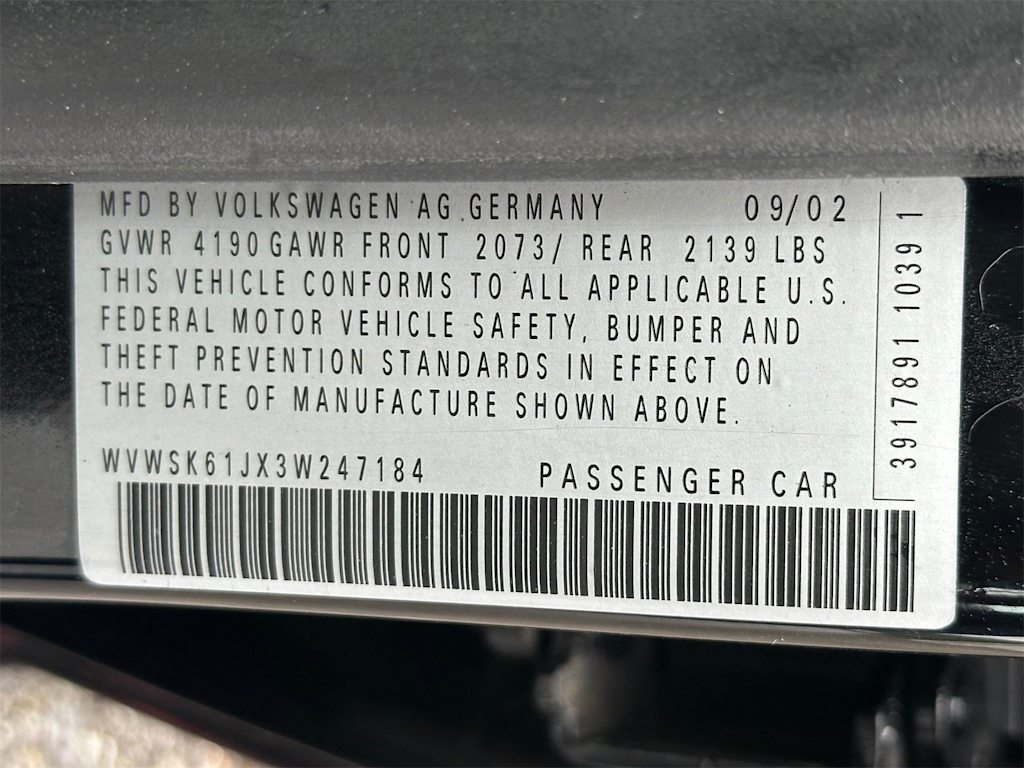 MFD BY VOLKSWAGEN AG GERMANY 09/02
GVWR 4190 GAWR FRONT 2073/ REAR 2139 LBS
THIS VEHICLE CONFORMS TO ALL APPLICABLE U.S.
FEDERAL MOTOR VEHICLE SAFETY, BUMPER AND
THEFT PREVENTION STANDARDS IN EFFECT ON
THE DATE OF MANUFACTURE SHOWN ABOVE.
WVWSK61JX3W247184 PASSENGER CAR
3917891 1039 1